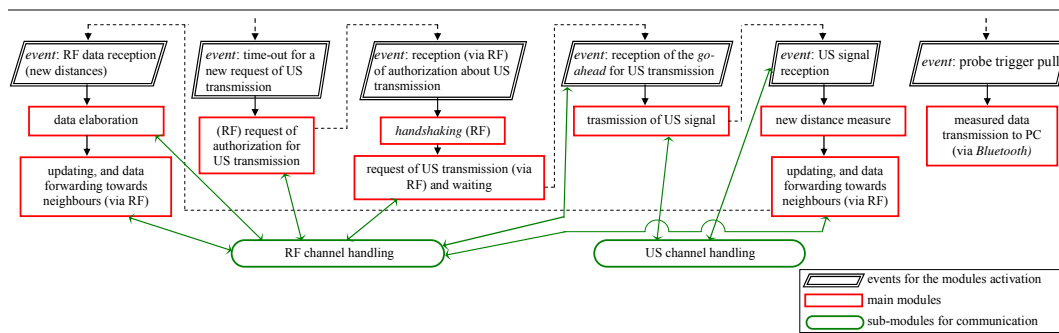 event: RF data reception
(new distances)
data elaboration
updating, and data
forwarding towards
neighbours (via RF)
event: time-out for a
new request of US
transmission
(RF) request of
authorization for
US transmission
event: reception (via RF)
of authorization about US
transmission
handshaking (RF)
request of US transmission (via
RF) and waiting
event: reception of the go-
ahead for US transmission
trasmission of US signal
event: US signal
reception
new distance measure
updating, and data
forwarding towards
neighbours (via RF)
event: probe trigger pull
measured data
transmission to PC
(via Bluetooth)
RF channel handling
US channel handling
events for the modules activation
main modules
sub-modules for communication